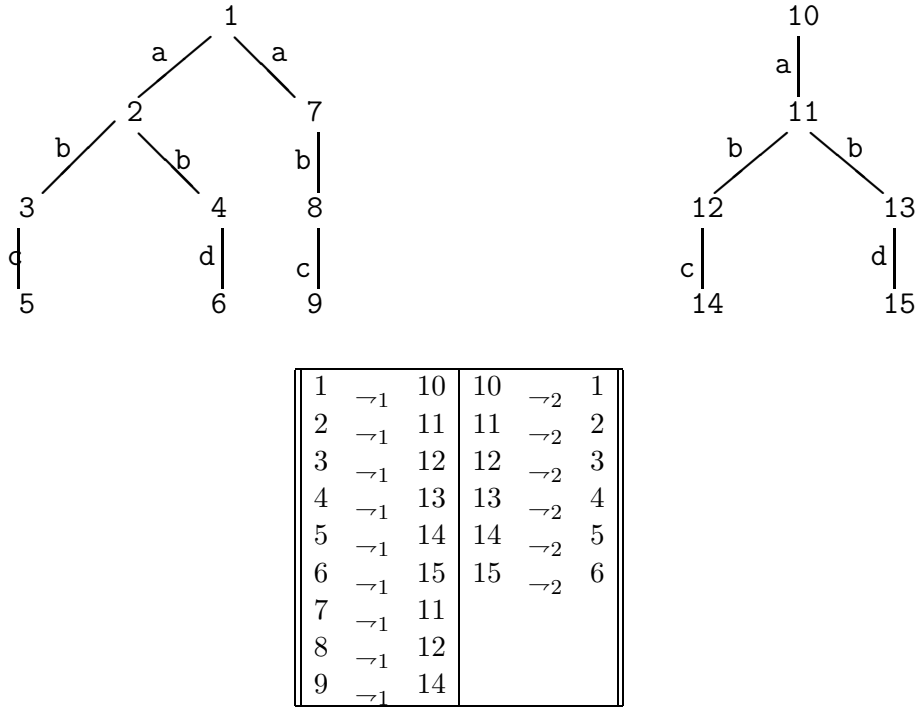 1 10
a a a
2 7 11
b b b b b
3 4 8 12 13
c d c c d
5 6 9 14 15
1 ⇁1 10 10 ⇁2 1
2 ⇁1 11 11 ⇁2 2
3 ⇁1 12 12 ⇁2 3
4 ⇁1 13 13 ⇁2 4
5 ⇁1 14 14 ⇁2 5
6 ⇁1 15 15 ⇁2 6
7 ⇁1 11
8 ⇁1 12
9 ⇁1 14